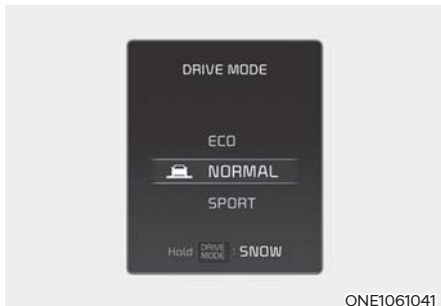 DRIVE MODE
ECO
NORMAL
SPORT
Hold DRIVE MODE : SNOW
ONE1061041